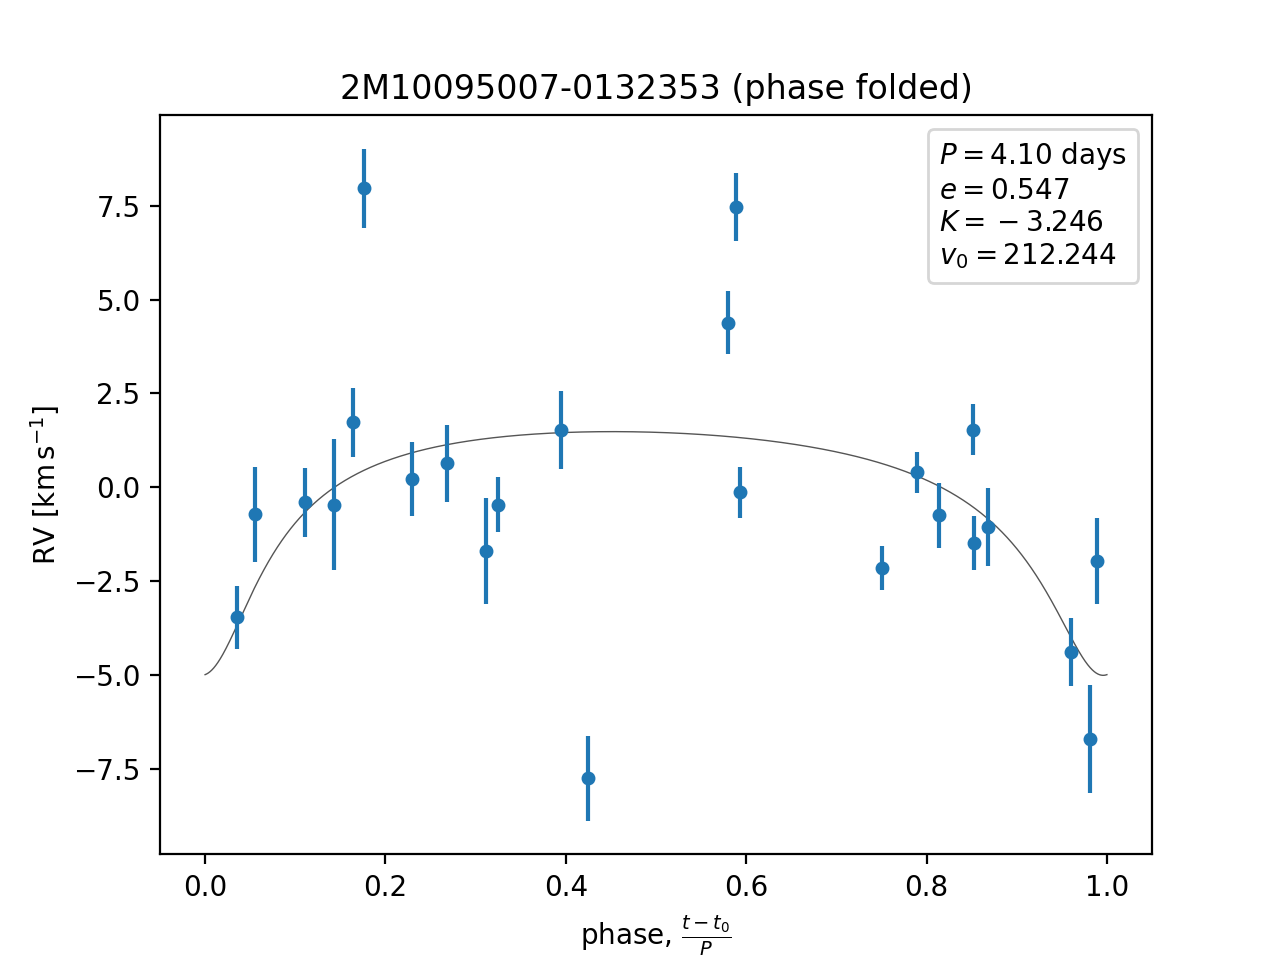 2M10095007-0132353 (phase folded)
P = 4.10 days
e = 0.547
K = −3.246
v₀ = 212.244
7.5
5.0
2.5
0.0
−2.5
−5.0
−7.5
RV [km s⁻¹]
0.0 0.2 0.4 0.6 0.8 1.0
phase, (t − t₀)/P